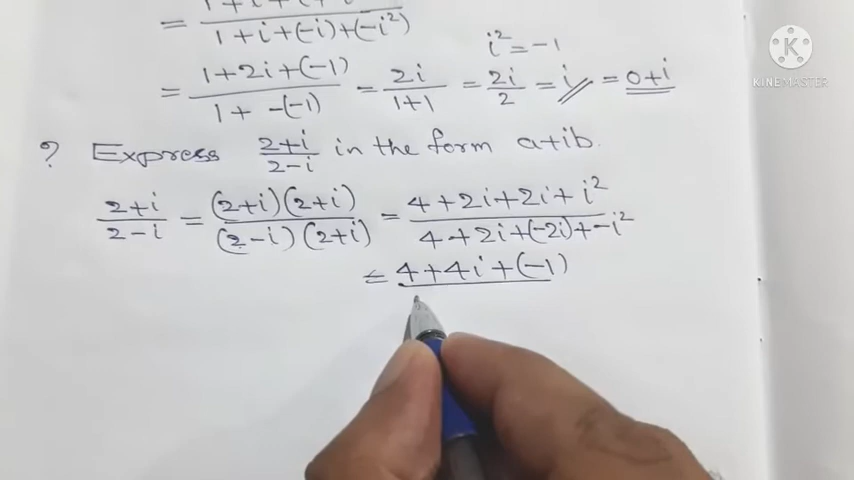 = 1+i+i+i²/1+i+(-i)+(-i²)
i²=-1
= 1+2i+(-1)/1+-(-1) = 2i/1+1 = 2i/2 = i = 0+i
? Express 2+i/2-i in the form a+ib.
2+i/2-i = (2+i)(2+i)/(2-i)(2+i) = 4+2i+2i+i²/4+2i+(-2i)+-i²
= 4+4i+(-1)
K
KINEMASTER